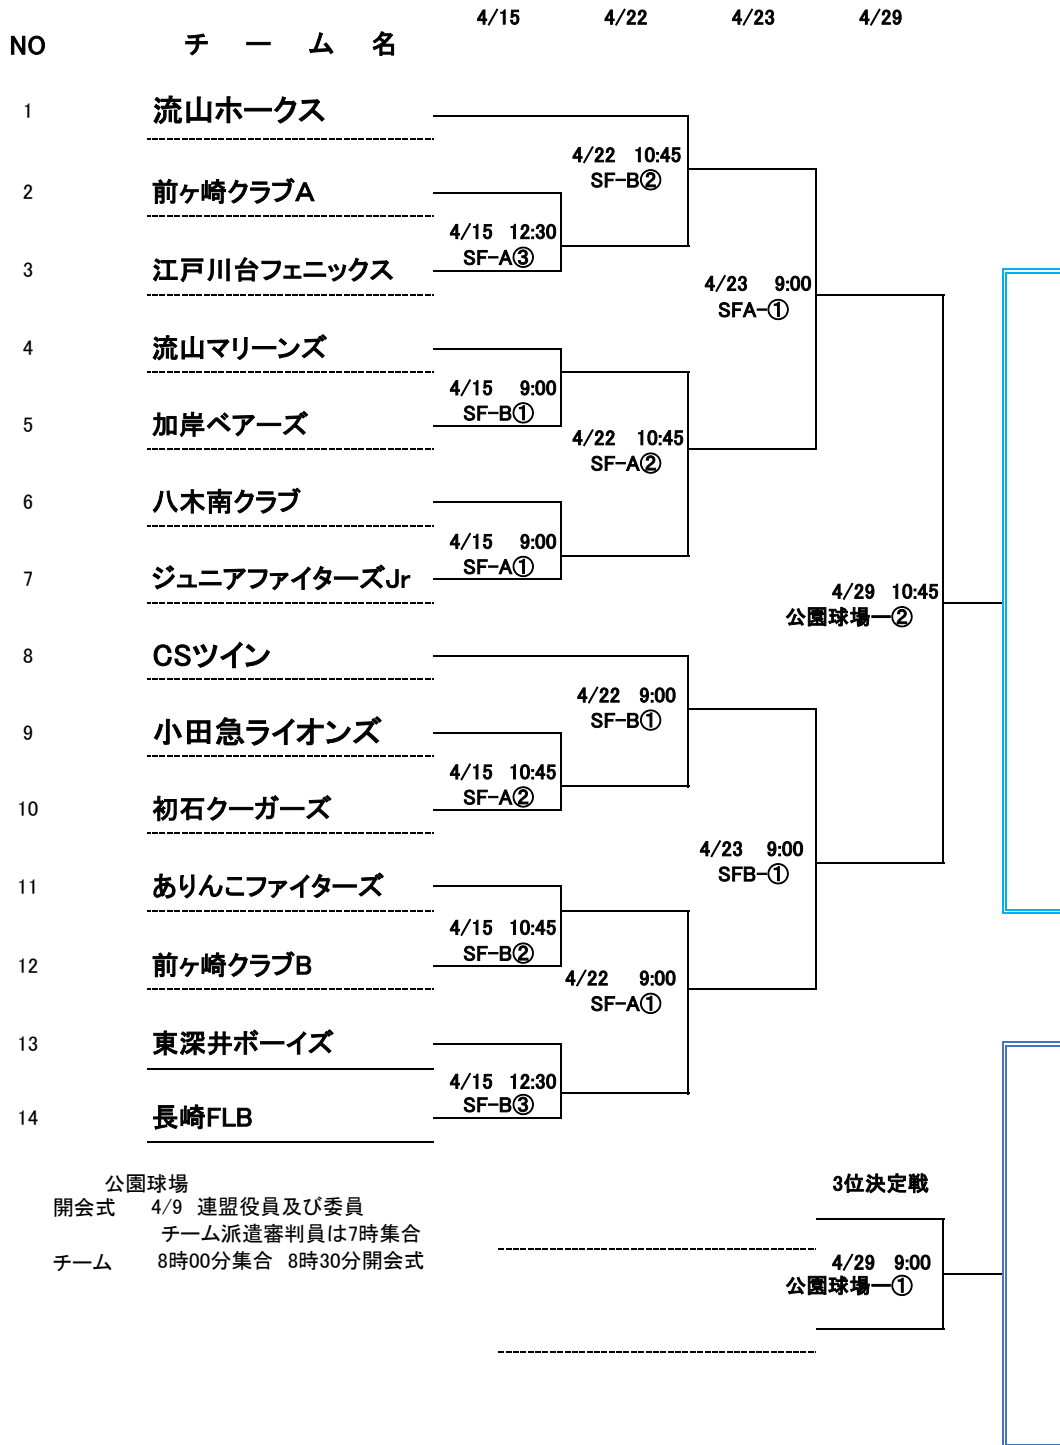 4/15 4/22 4/23 4/29
NO チーム名
1 流山ホークス
4/22 10:45
SF-B②
2 前ヶ崎クラブA
4/15 12:30
SF-A③
3 江戸川台フェニックス
4/23 9:00
SFA-①
4 流山マリーンズ
4/15 9:00
SF-B①
5 加岸ベアーズ
4/22 10:45
SF-A②
6 八木南クラブ
4/15 9:00
SF-A①
7 ジュニアファイターズJr
4/29 10:45
公園球場ー②
8 CSツイン
4/22 9:00
SF-B①
9 小田急ライオンズ
4/15 10:45
SF-A②
10 初石クーガーズ
4/23 9:00
SFB-①
11 ありんこファイターズ
4/15 10:45
SF-B②
12 前ヶ崎クラブB
4/22 9:00
SF-A①
13 東深井ボーイズ
4/15 12:30
SF-B③
14 長崎FLB
公園球場
3位決定戦
開会式 4/9 連盟役員及び委員
チーム派遣審判員は7時集合
チーム 8時00分集合 8時30分開会式
4/29 9:00
公園球場ー①